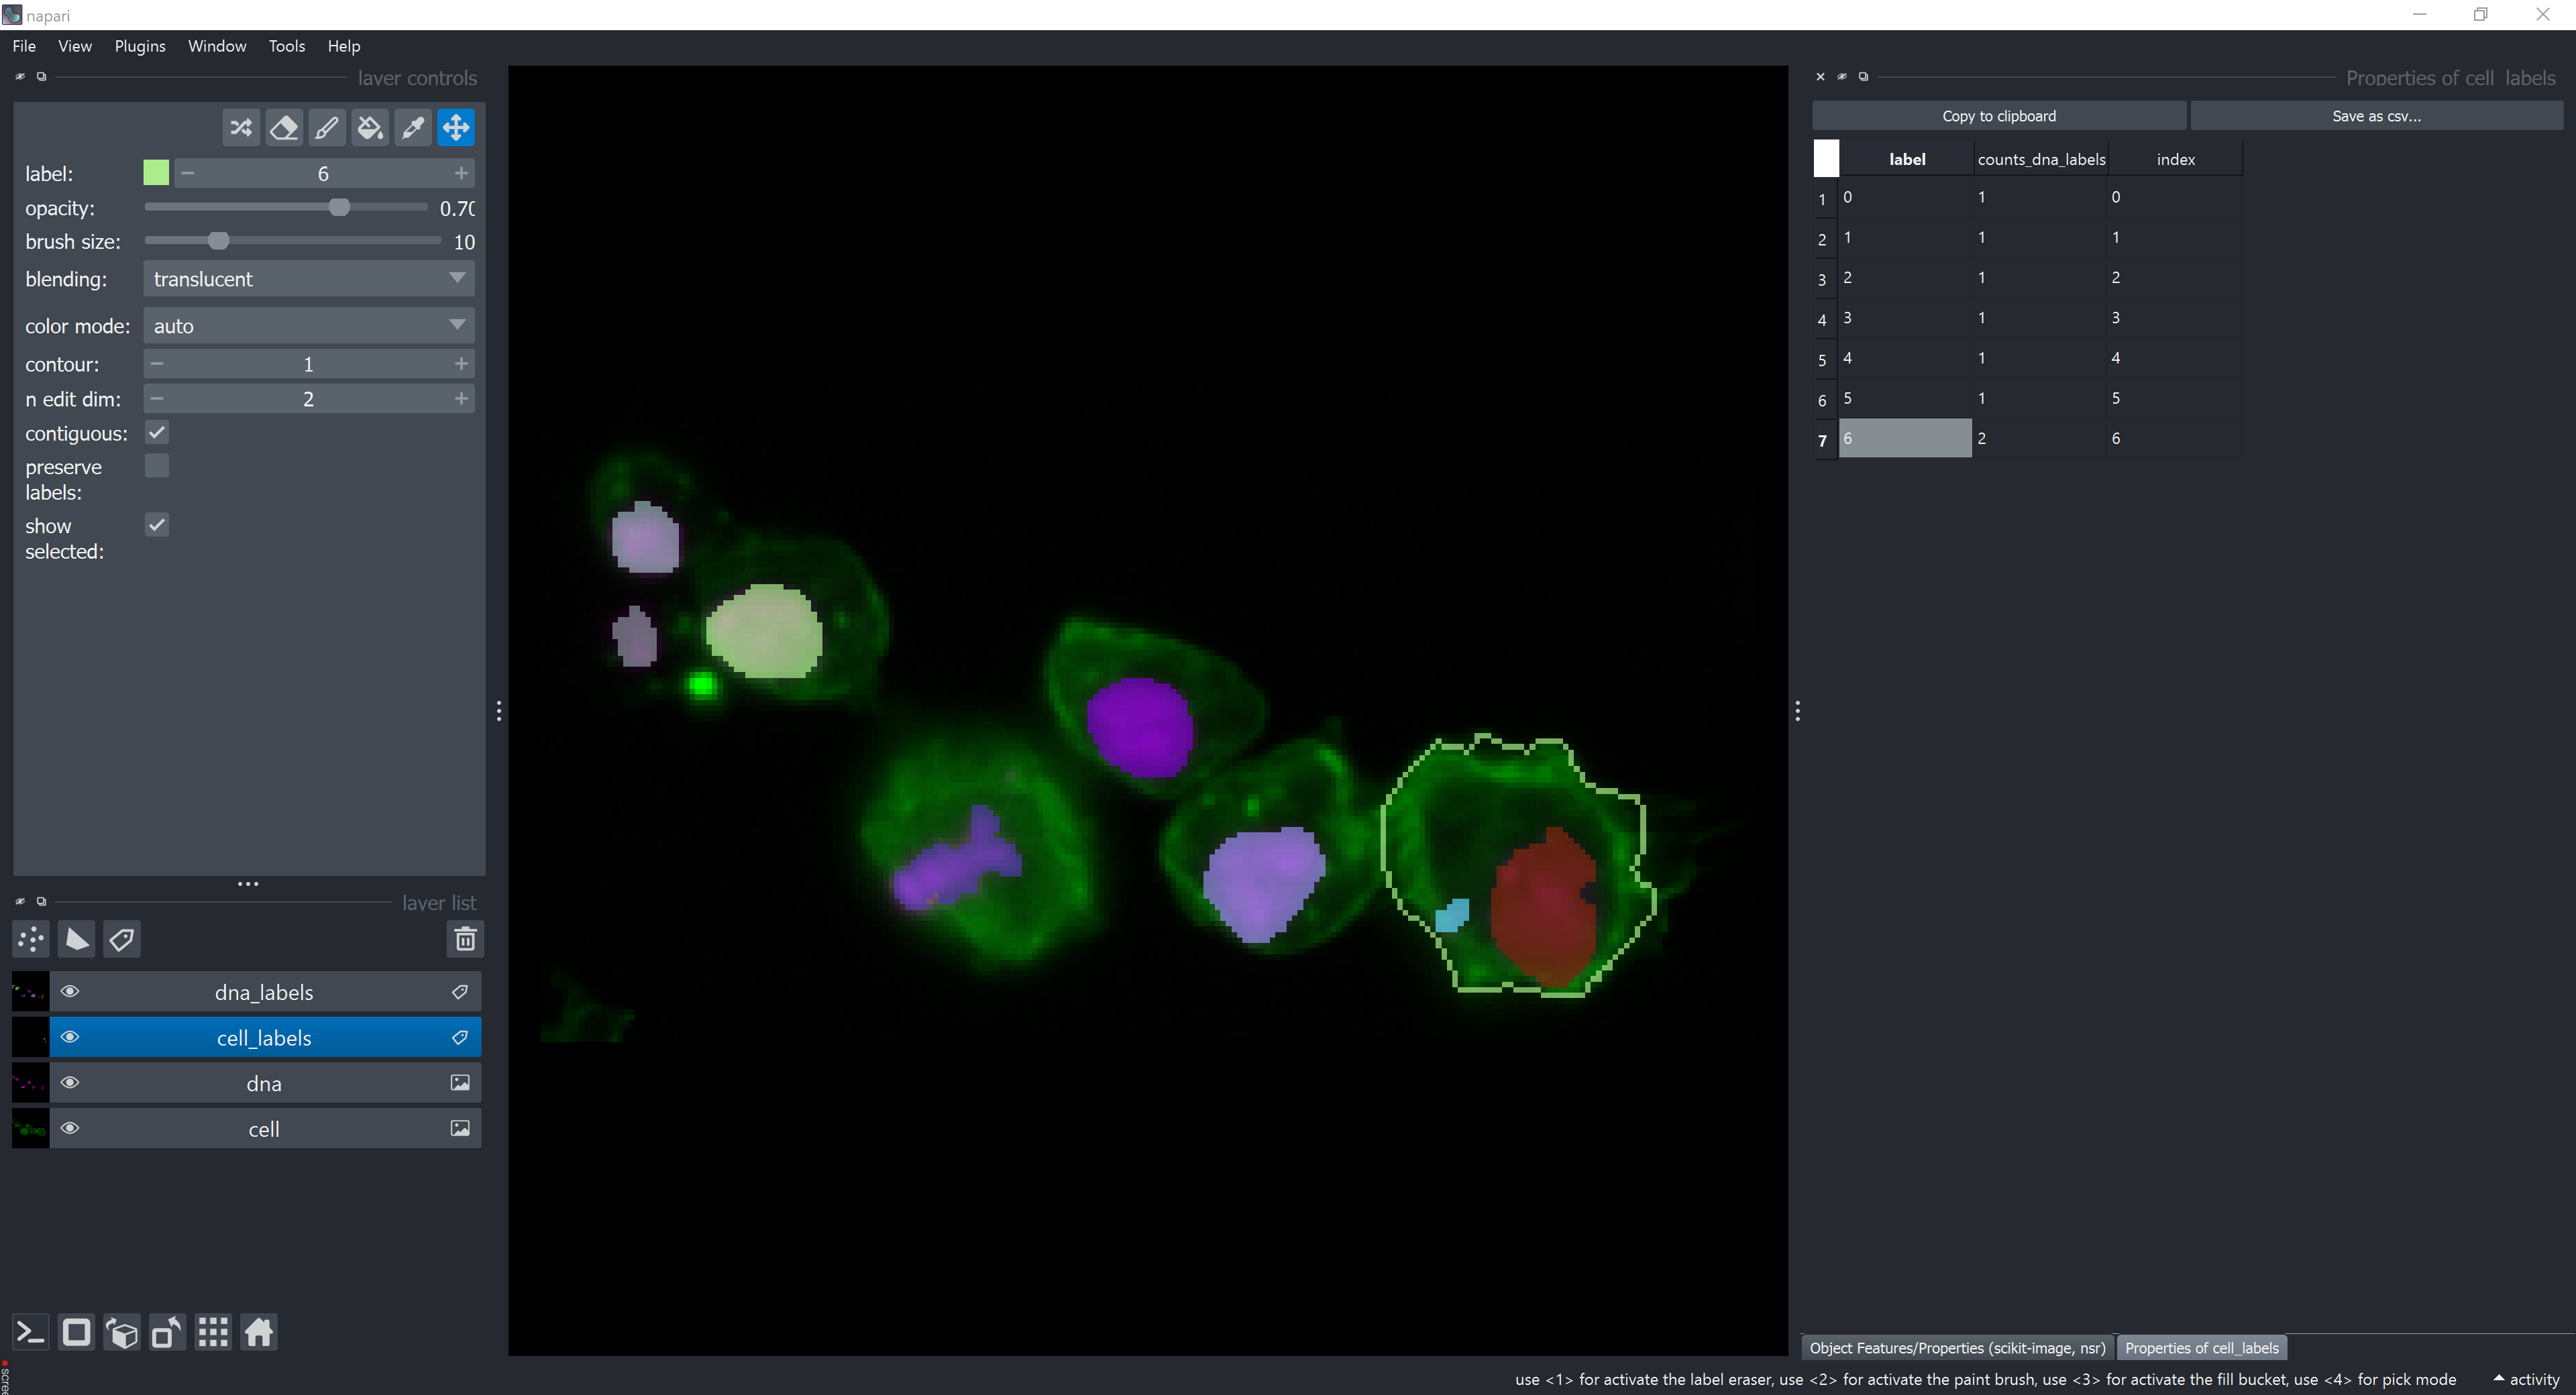 napari
File View Plugins Window Tools Help
layer controls
label: 6
opacity: 0.70
brush size: 10
blending: translucent
color mode: auto
contour: 1
n edit dim: 2
contiguous:
preserve
labels:
show
selected:
layer list
dna_labels
cell_labels
dna
cell
Properties of cell labels
Copy to clipboard Save as csv...
label counts_dna_labels index
1 0 1 0
2 1 1 1
3 2 1 2
4 3 1 3
5 4 1 4
6 5 1 5
7 6 2 6
Object Features/Properties (scikit-image, nsr) Properties of cell_labels
use <1> for activate the label eraser, use <2> for activate the paint brush, use <3> for activate the fill bucket, use <4> for pick mode activity